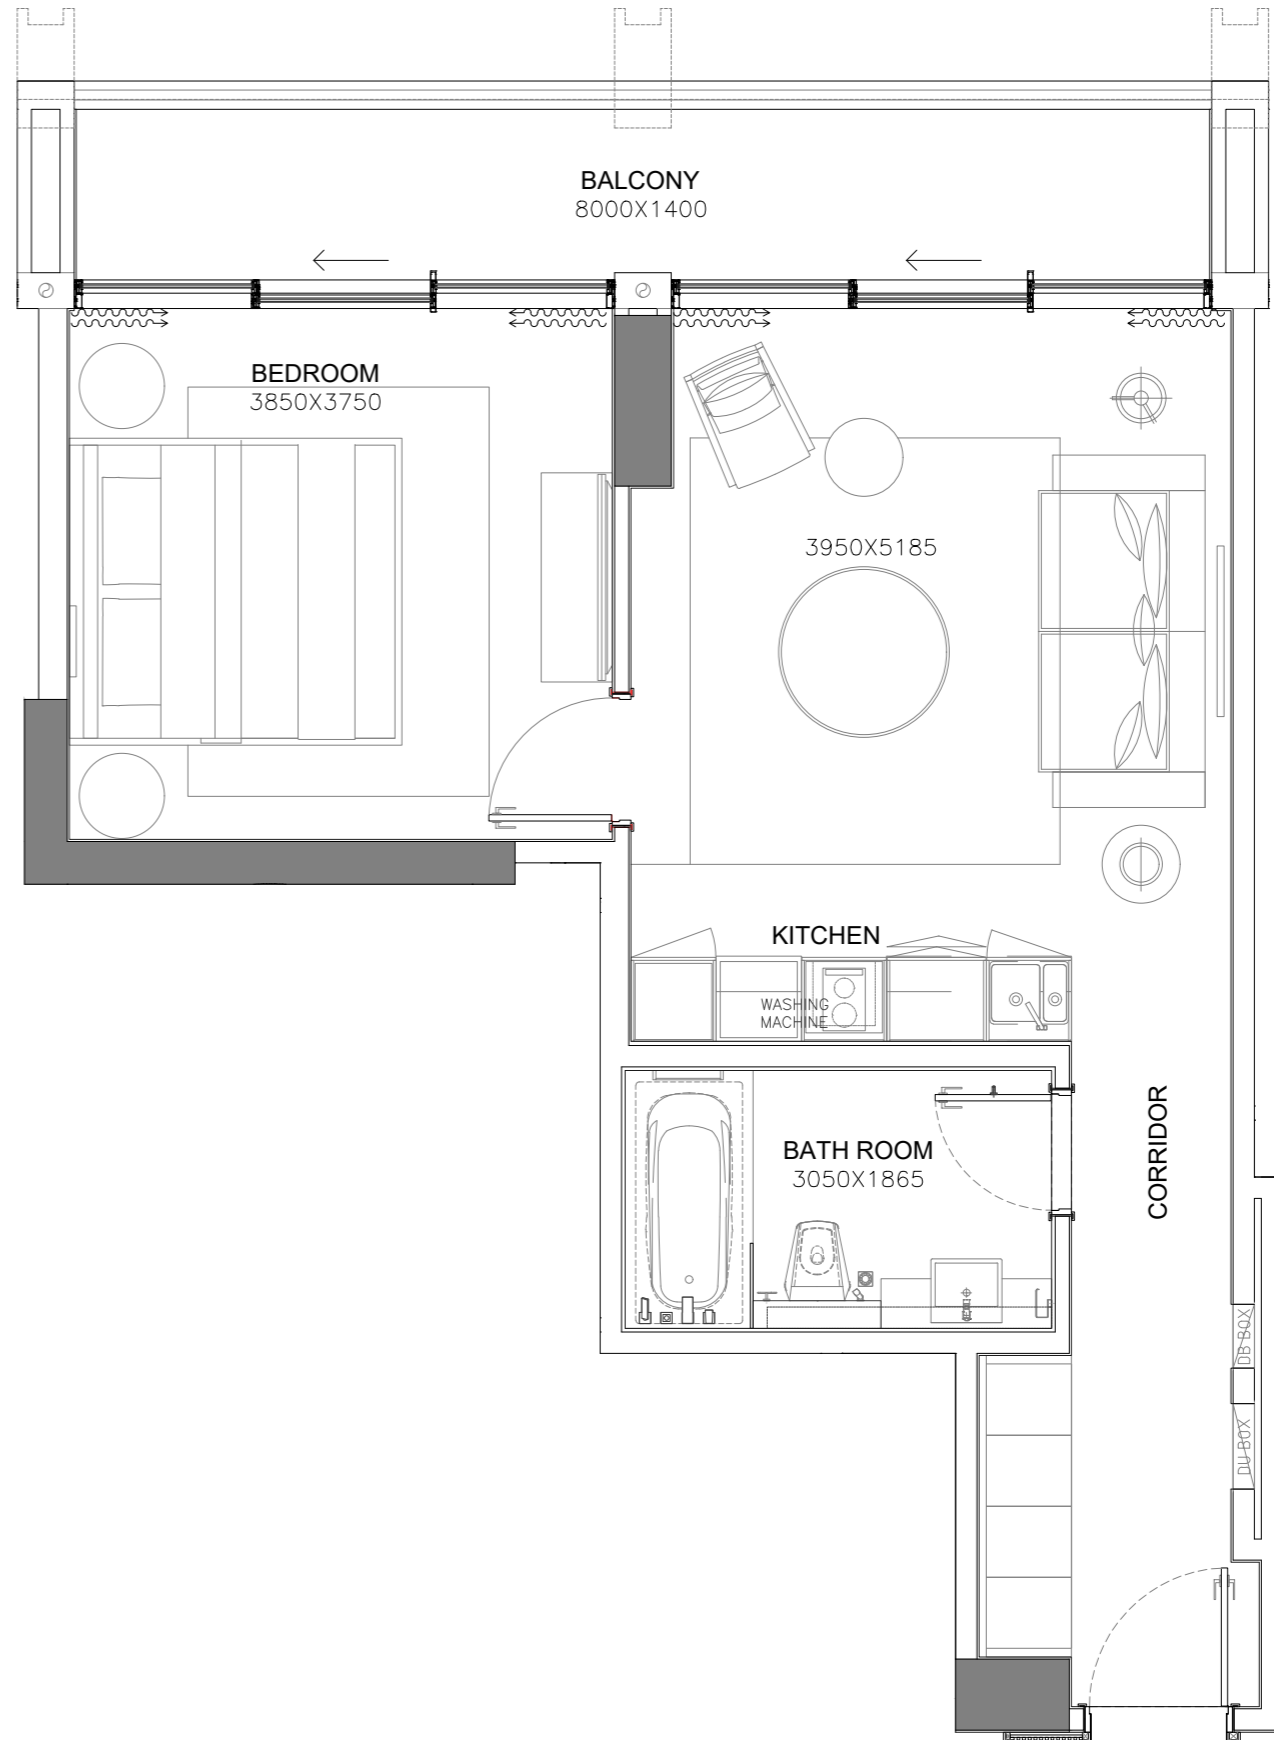 BALCONY
8000X1400
BEDROOM
3850X3750
3950X5185
KITCHEN
WASHING
MACHINE
BATH ROOM
3050X1865
CORRIDOR
DB BOX
DU BOX